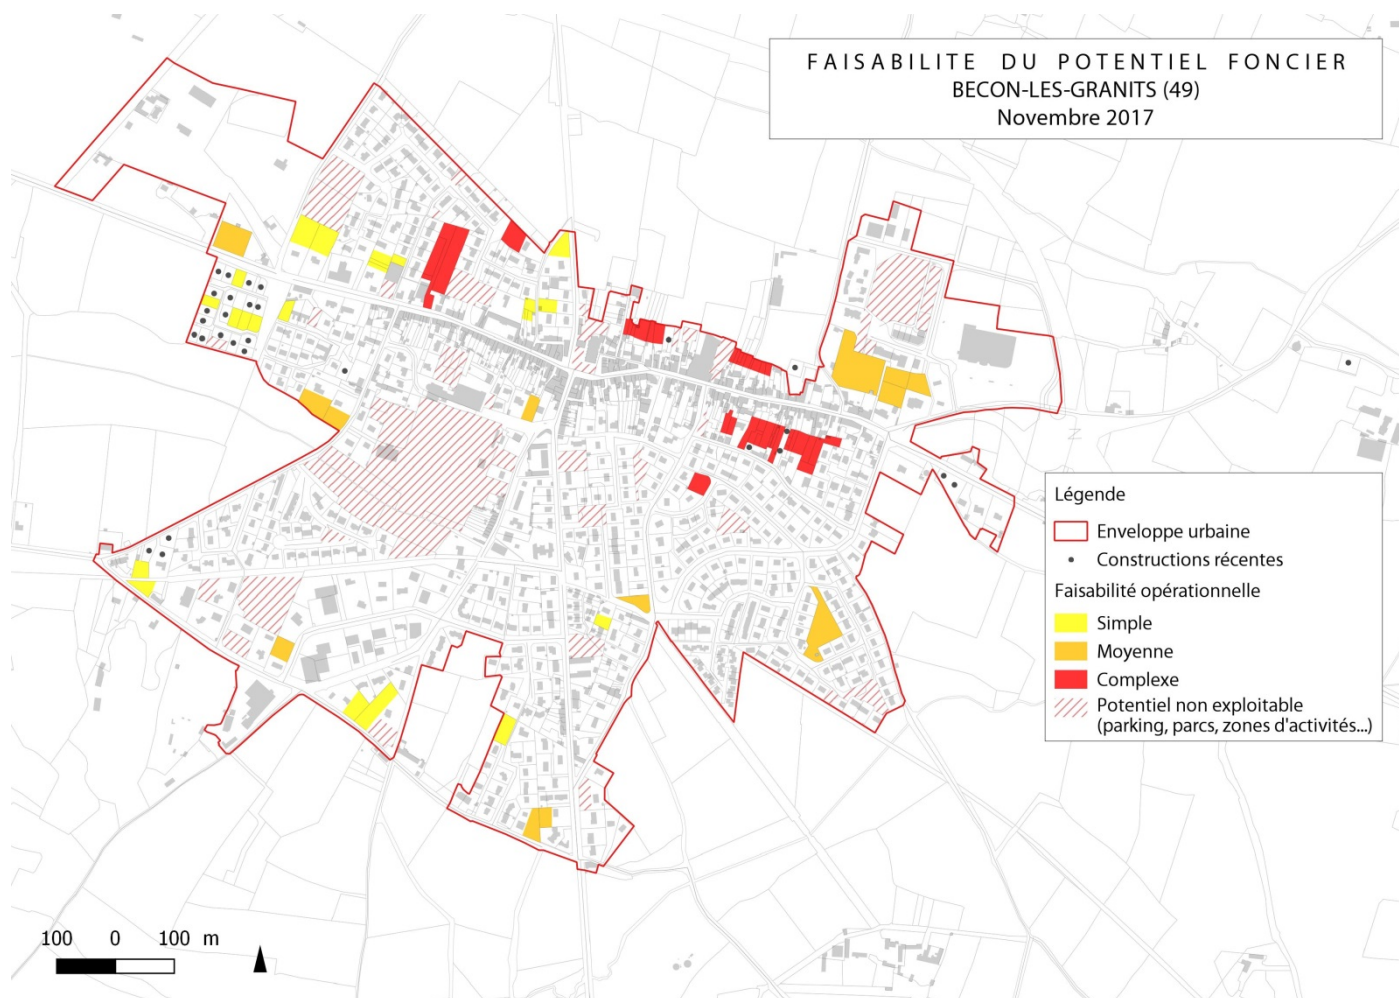 FAISABILITE DU POTENTIEL FONCIER
BECON-LES-GRANITS (49)
Novembre 2017
Légende
Enveloppe urbaine
Constructions récentes
Faisabilité opérationnelle
Simple
Moyenne
Complexe
Potentiel non exploitable
(parking, parcs, zones d'activités...)
100 0 100 m